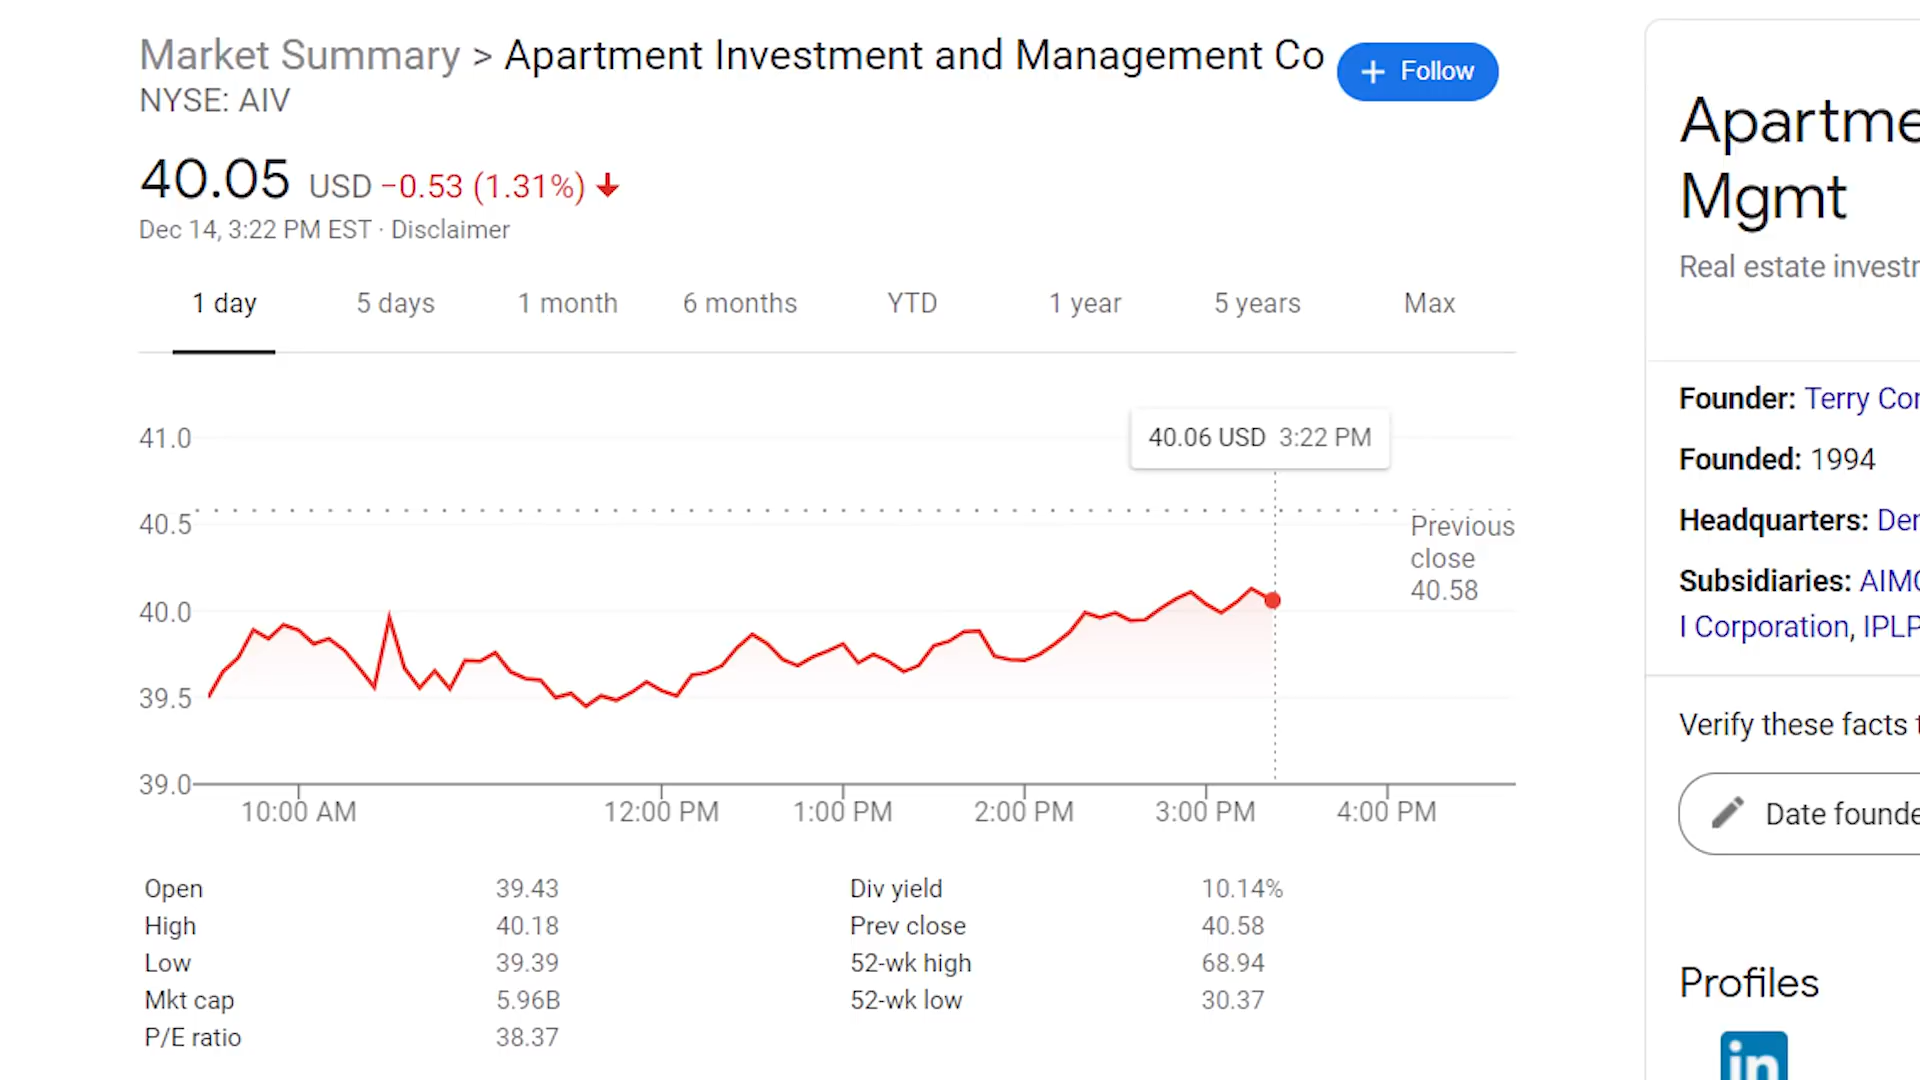 Market Summary > Apartment Investment and Management Co
+ Follow
NYSE: AIV
40.05 USD −0.53 (1.31%)
Dec 14, 3:22 PM EST · Disclaimer
1 day 5 days 1 month 6 months YTD 1 year 5 years Max
40.06 USD 3:22 PM
41.0
40.5
40.0
39.5
39.0
Previous
close
40.58
10:00 AM 12:00 PM 1:00 PM 2:00 PM 3:00 PM 4:00 PM
Open 39.43
High 40.18
Low 39.39
Mkt cap 5.96B
P/E ratio 38.37
Div yield 10.14%
Prev close 40.58
52-wk high 68.94
52-wk low 30.37
Apartme
Mgmt
Real estate invest
Founder: Terry Co
Founded: 1994
Headquarters: De
Subsidiaries: AIM
I Corporation, IPLP
Verify these facts
Date founde
Profiles
in